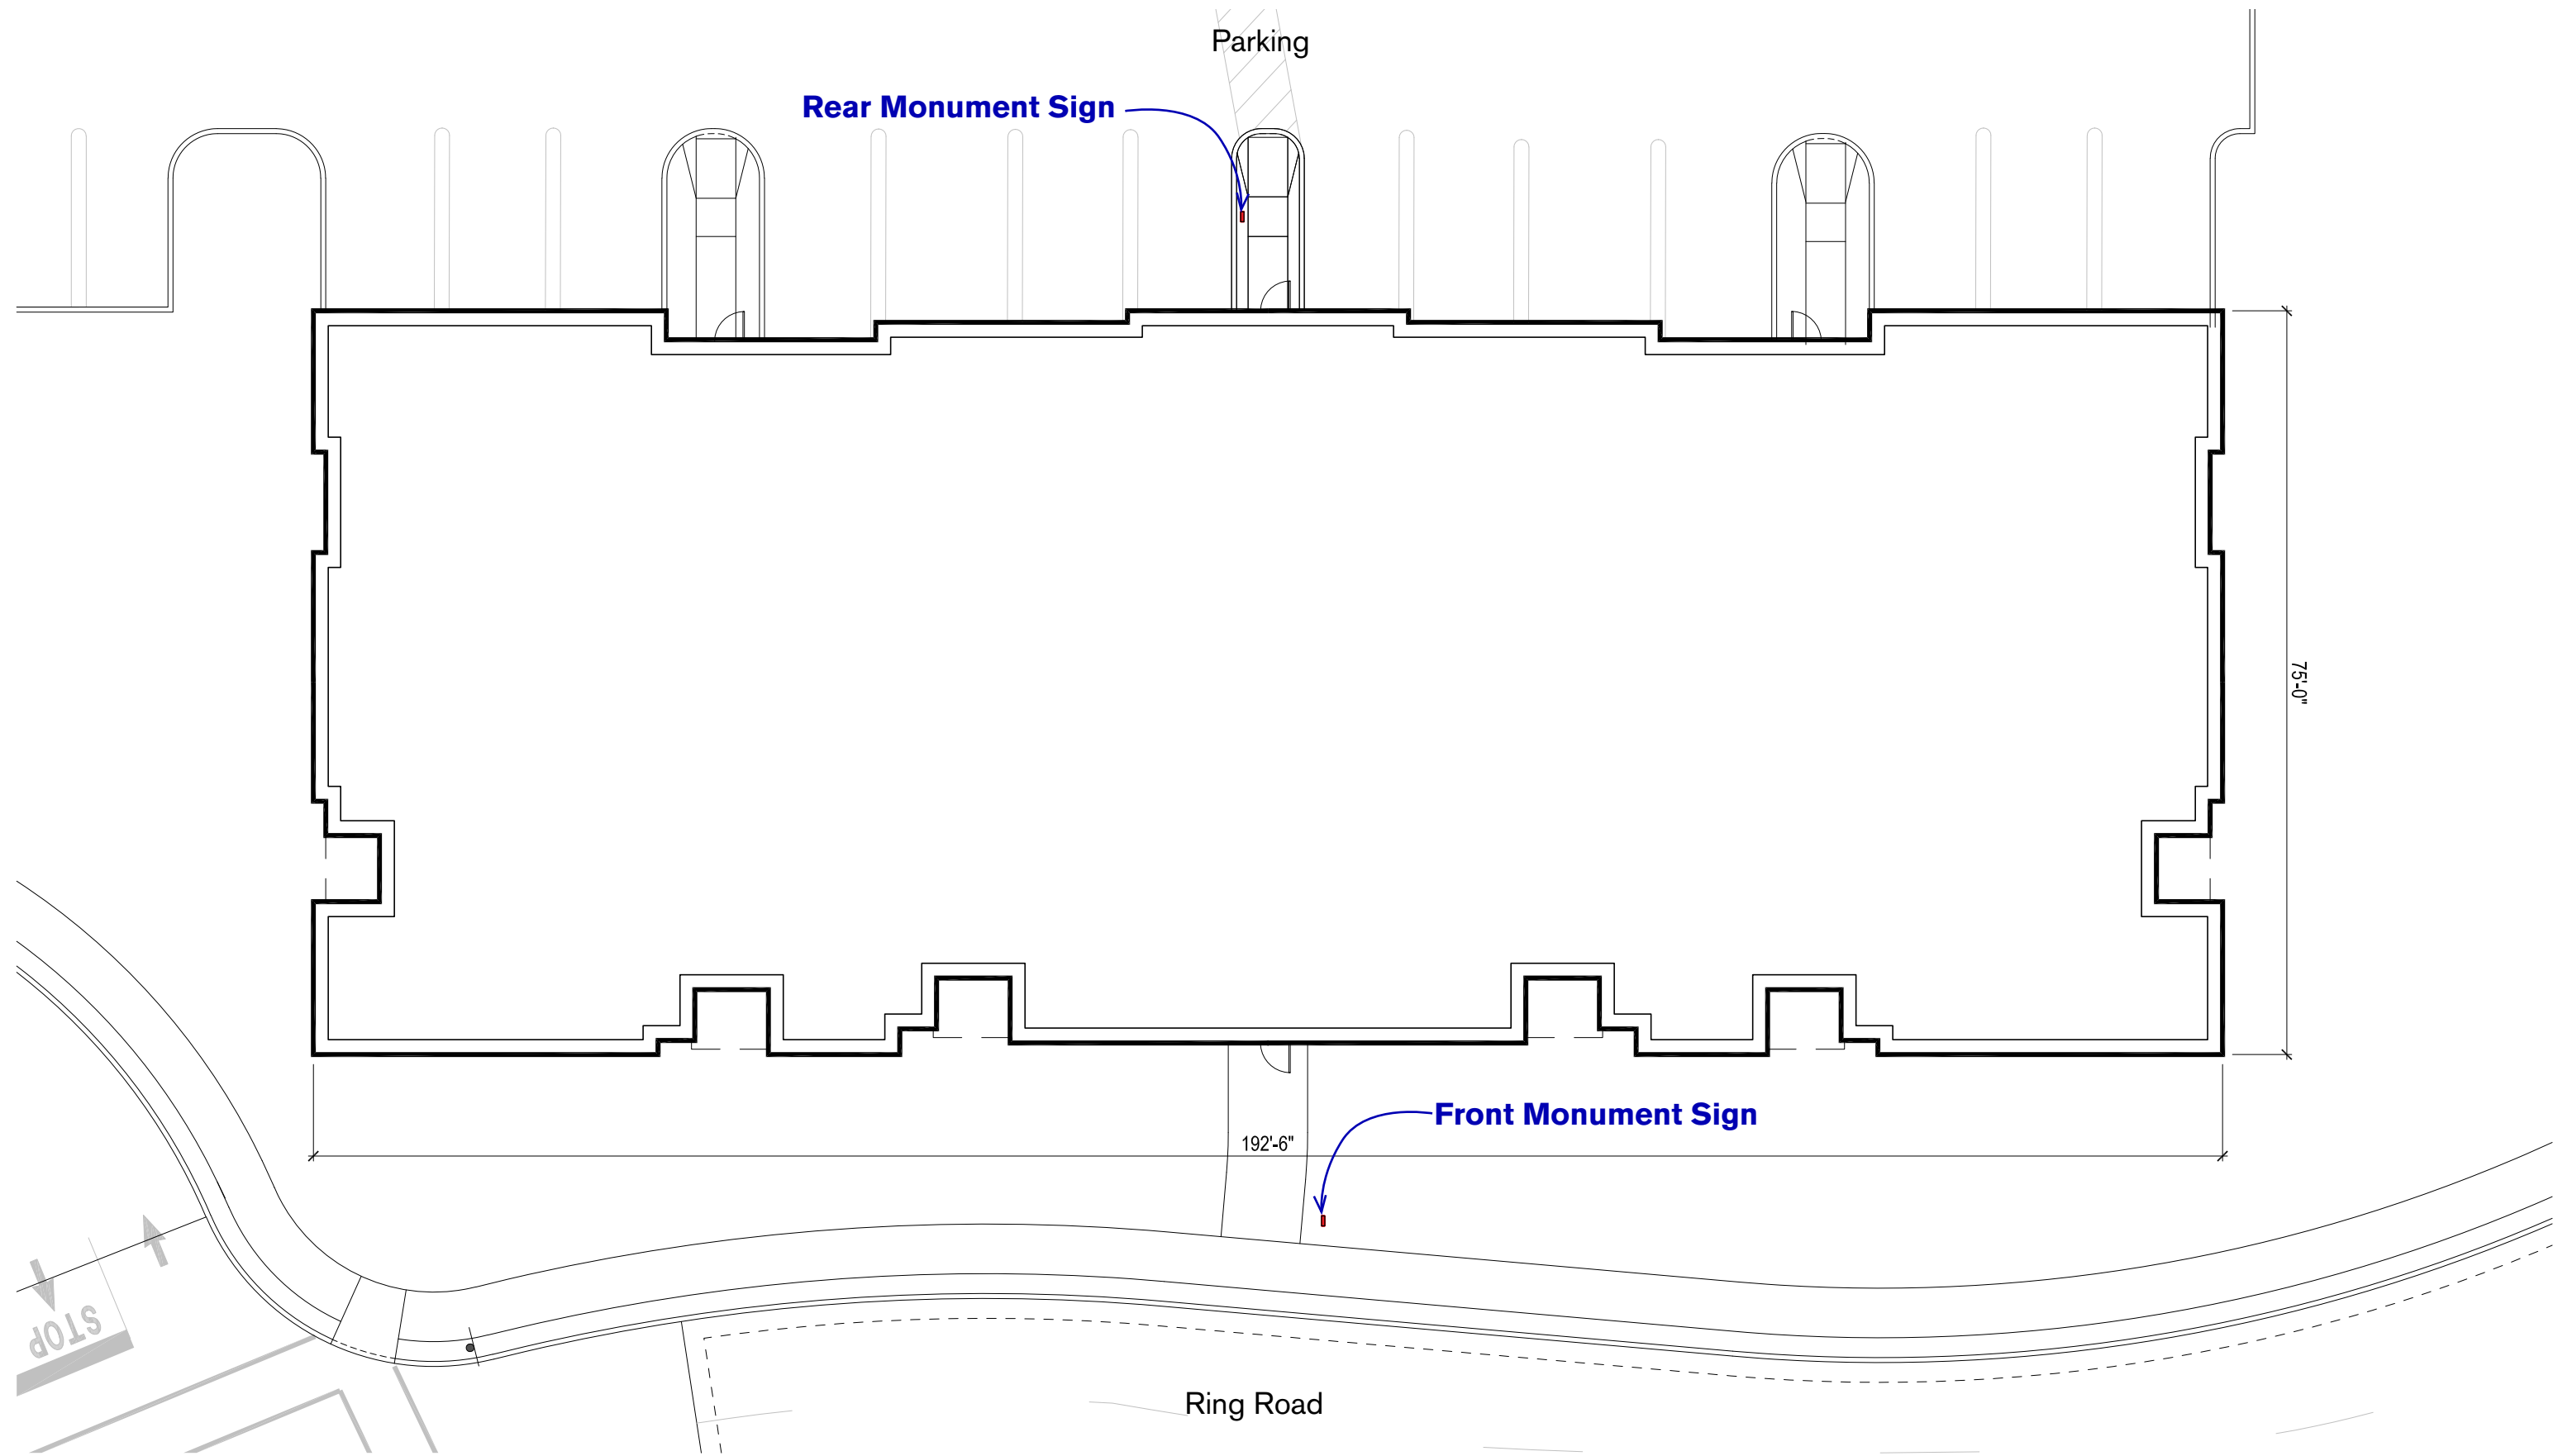 Parking
Rear Monument Sign
75'-0"
Front Monument Sign
192'-6"
STOP
Ring Road